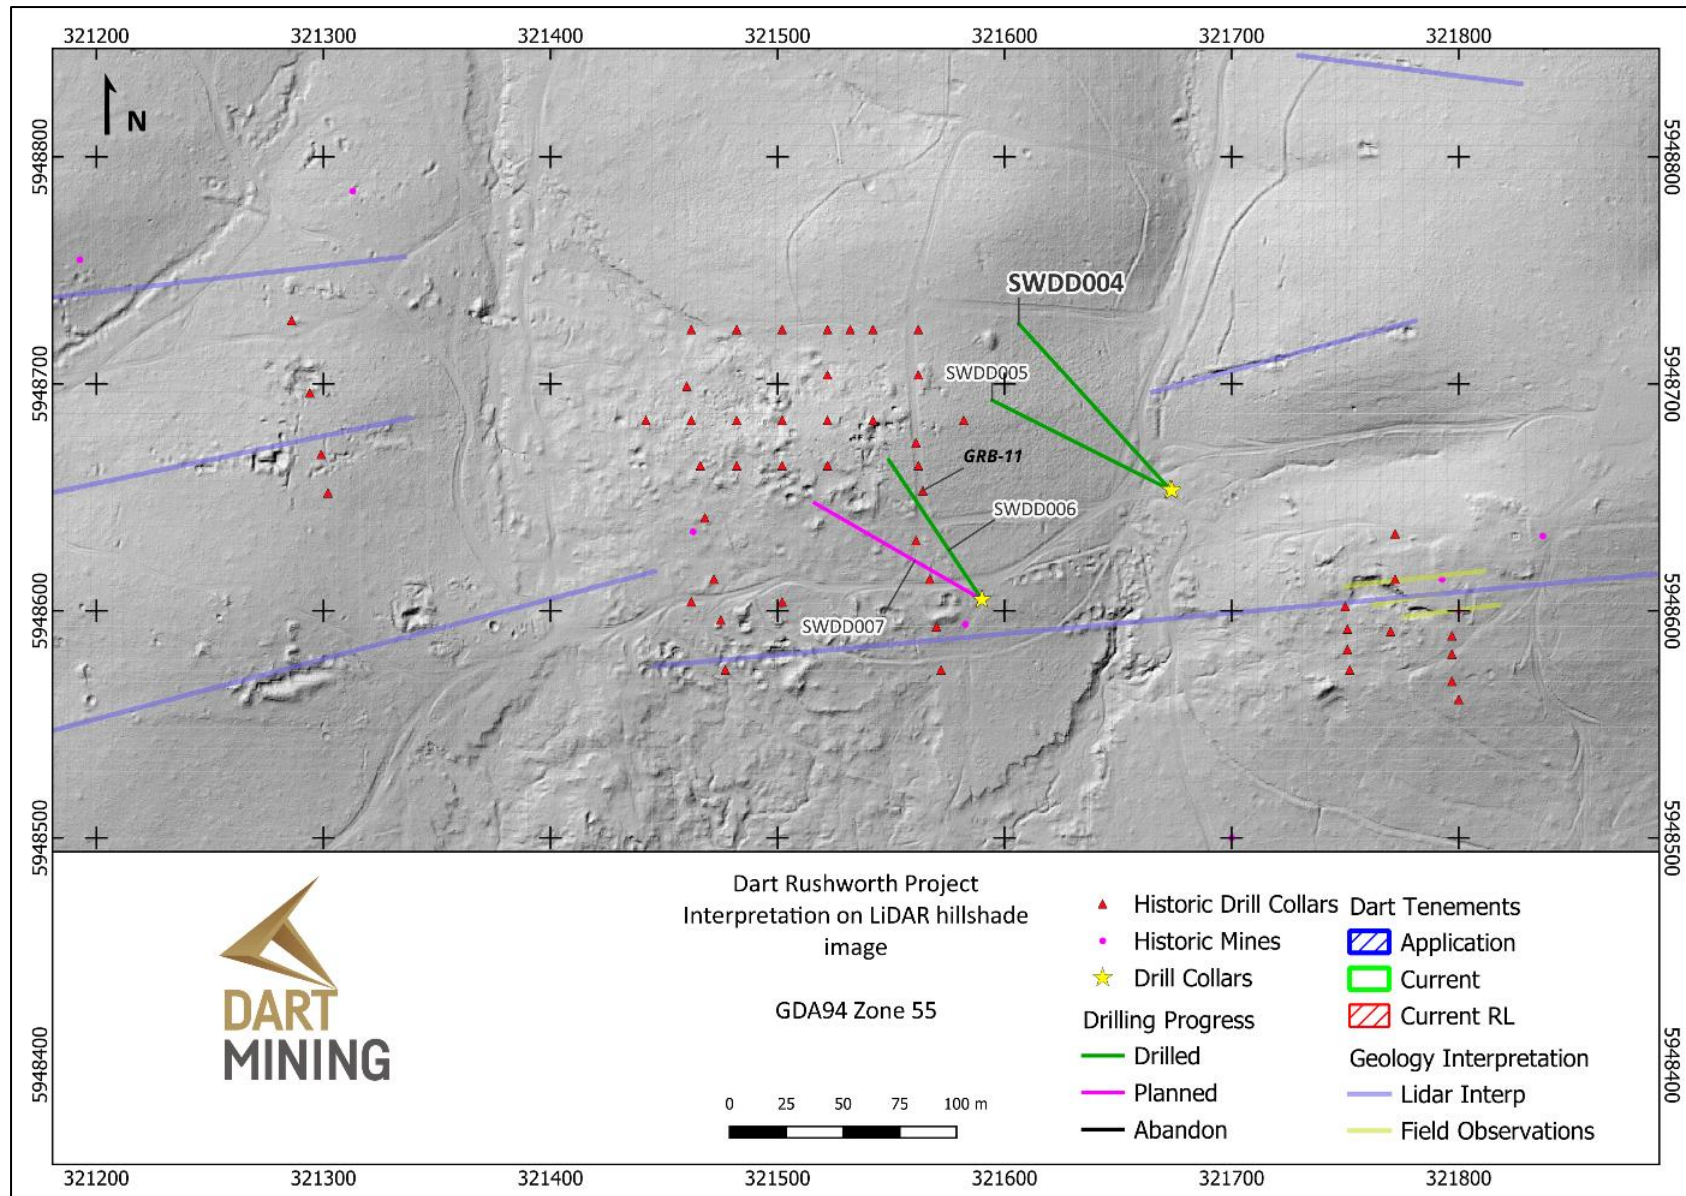 321200 321300 321400 321500 321600 321700 321800
N
5948800
5948800
SWDD004
SWDD005
5948700
5948700
GRB-11
SWDD006
SWDD007
5948600
5948600
5948500
5948500
Dart Rushworth Project
Interpretation on LiDAR hillshade
image
GDA94 Zone 55
DART
MINING
0 25 50 75 100 m
Historic Drill Collars
Historic Mines
Drill Collars
Drilling Progress
Drilled
Planned
Abandon
Dart Tenements
Application
Current
Current RL
Geology Interpretation
Lidar Interp
Field Observations
5948400
5948400
321200 321300 321400 321500 321600 321700 321800